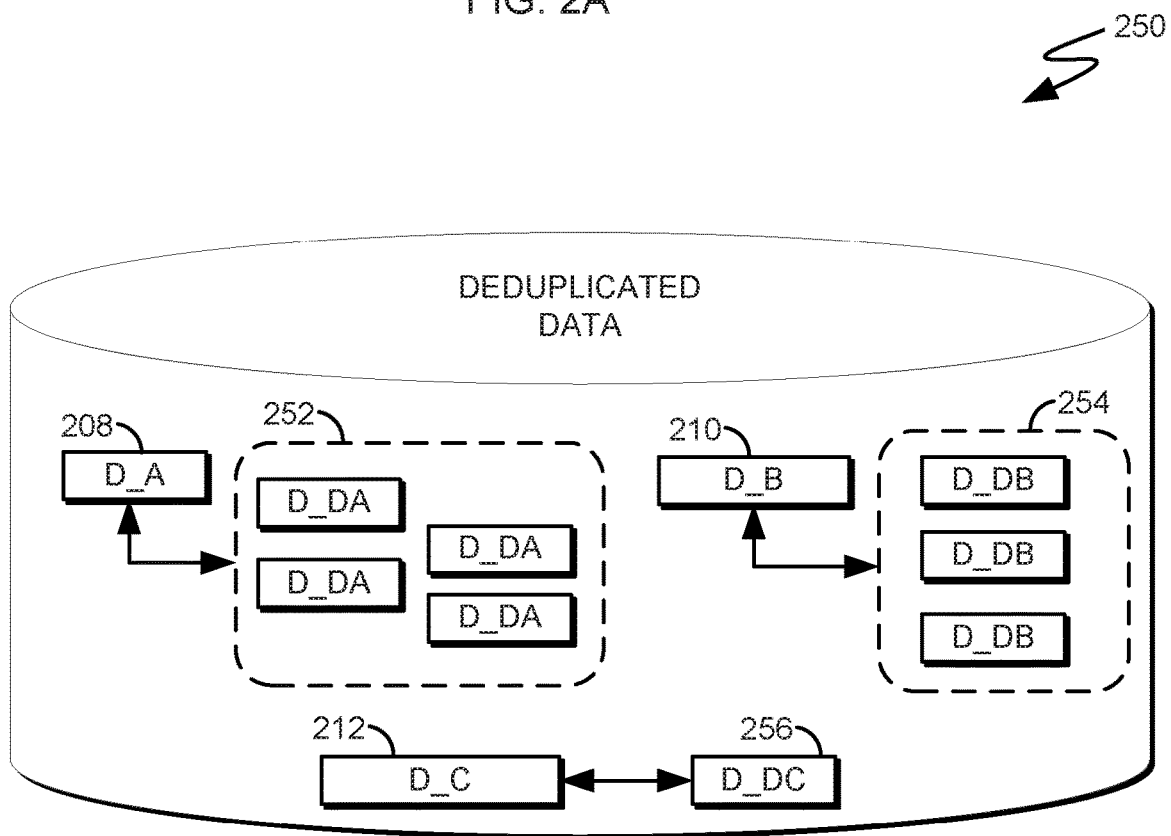 FIG. 2A
250
DEDUPLICATED
DATA
208
252
210
254
D_A
D_DA
D_DA
D_DA
D_DA
D_B
D_DB
D_DB
D_DB
212
256
D_C
D_DC